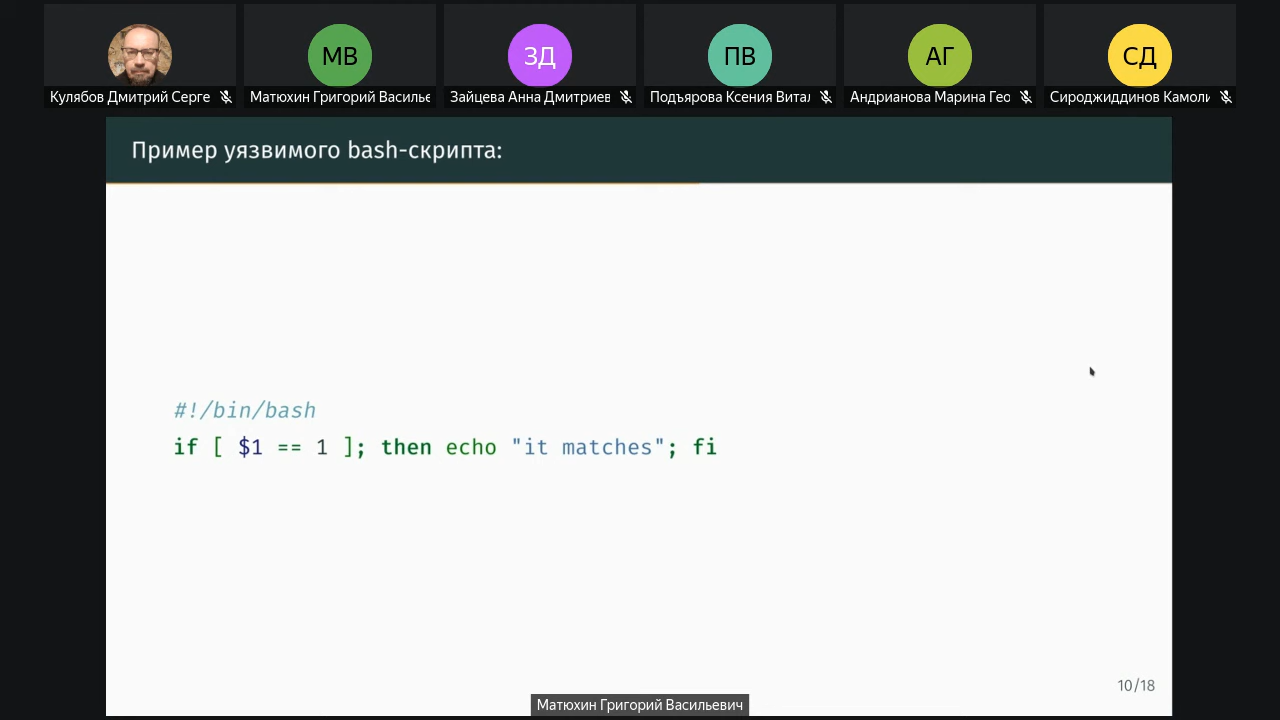 МВ
ЗД
ПВ
АГ
СД
Кулябов Дмитрий Серге
Матюхин Григорий Василье
Зайцева Анна Дмитриев
Подъярова Ксения Витал
Андрианова Марина Гео
Сироджиддинов Камоли
Пример уязвимого bash-скрипта:
#!/bin/bash
if [ $1 == 1 ]; then echo "it matches"; fi
10/18
Матюхин Григорий Васильевич